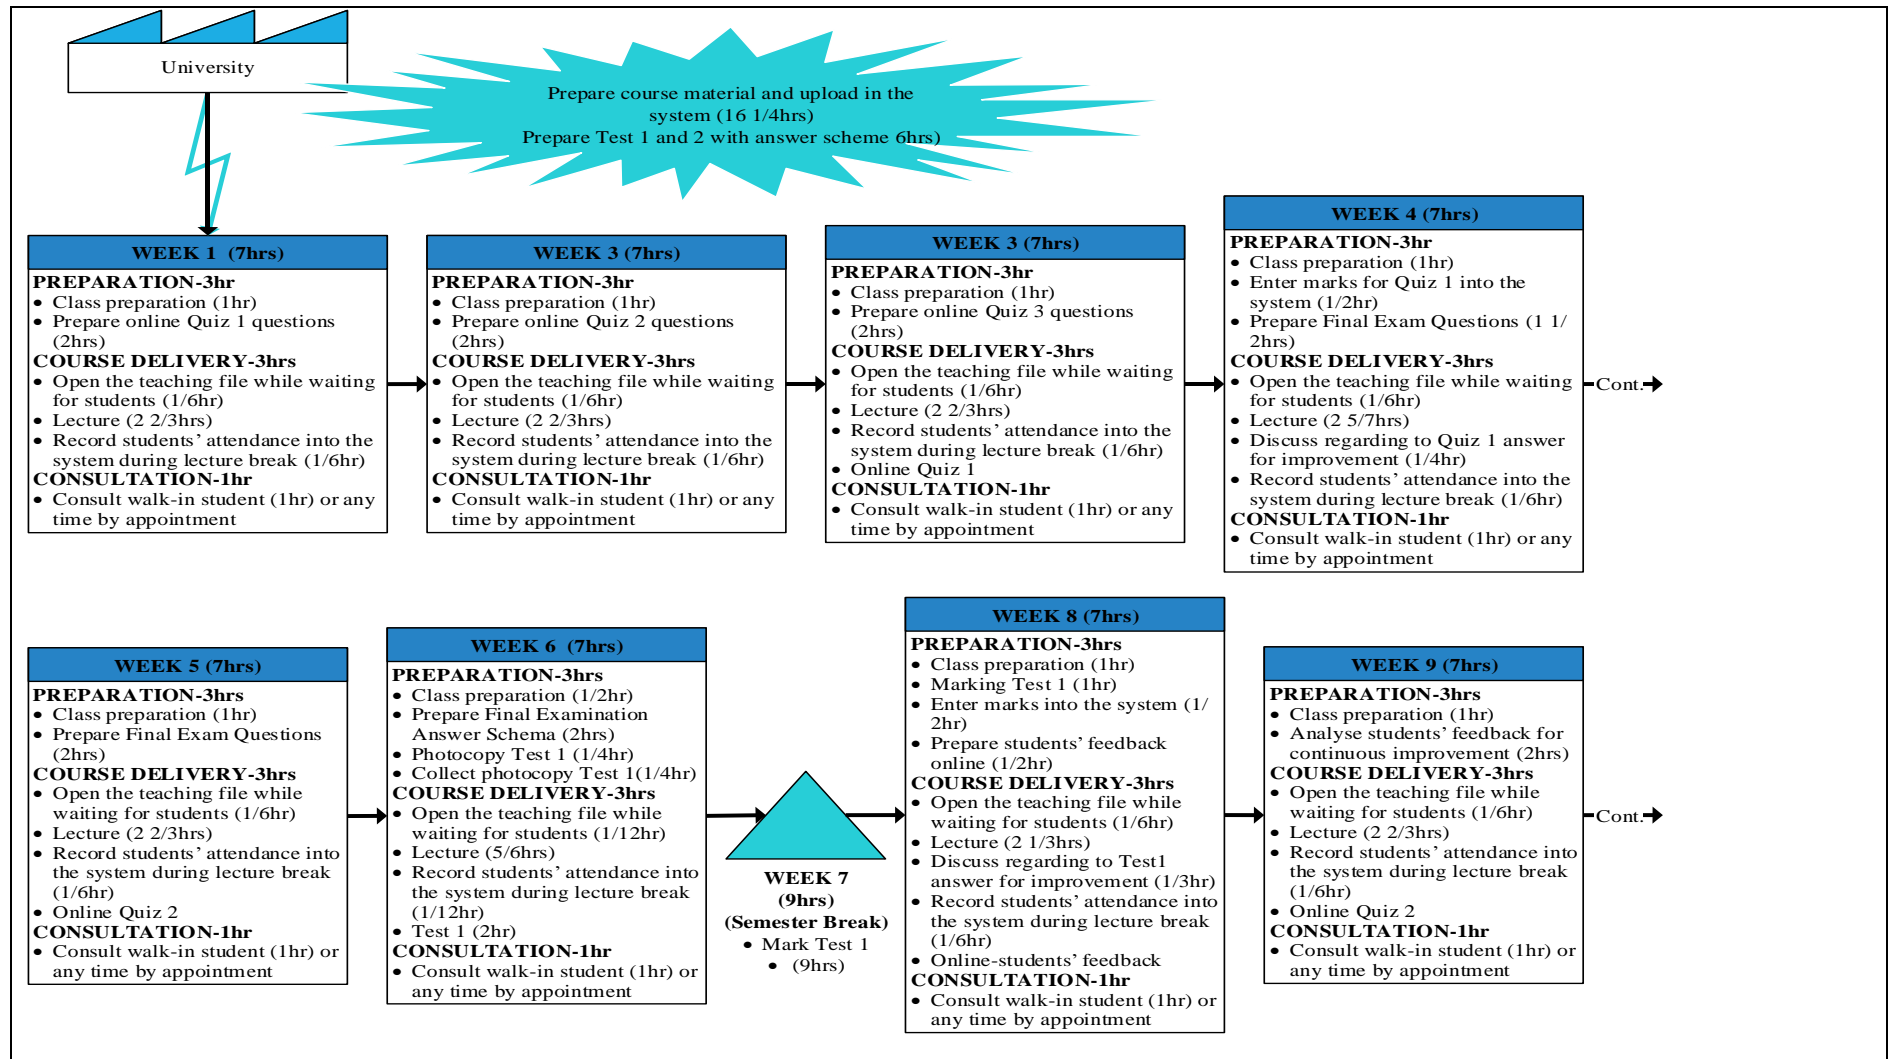 University
Prepare course material and upload in the
system (16 1/4hrs)
Prepare Test 1 and 2 with answer scheme 6hrs)
WEEK 1  (7hrs)
PREPARATION-3hr
• Class preparation (1hr)
• Prepare online Quiz 1 questions
(2hrs)
COURSE DELIVERY-3hrs
• Open the teaching file while waiting
for students (1/6hr)
• Lecture (2 2/3hrs)
• Record students’ attendance into the
system during lecture break (1/6hr)
CONSULTATION-1hr
• Consult walk-in student (1hr) or any
time by appointment
WEEK 3 (7hrs)
PREPARATION-3hr
• Class preparation (1hr)
• Prepare online Quiz 2 questions
(2hrs)
COURSE DELIVERY-3hrs
• Open the teaching file while waiting
for students (1/6hr)
• Lecture (2 2/3hrs)
• Record students’ attendance into the
system during lecture break (1/6hr)
CONSULTATION-1hr
• Consult walk-in student (1hr) or any
time by appointment
WEEK 3 (7hrs)
PREPARATION-3hr
• Class preparation (1hr)
• Prepare online Quiz 3 questions
(2hrs)
COURSE DELIVERY-3hrs
• Open the teaching file while waiting
for students (1/6hr)
• Lecture (2 2/3hrs)
• Record students’ attendance into the
system during lecture break (1/6hr)
• Online Quiz 1
CONSULTATION-1hr
• Consult walk-in student (1hr) or any
time by appointment
WEEK 4 (7hrs)
PREPARATION-3hr
• Class preparation (1hr)
• Enter marks for Quiz 1 into the
system (1/2hr)
• Prepare Final Exam Questions (1 1/
2hrs)
COURSE DELIVERY-3hrs
• Open the teaching file while waiting
for students (1/6hr)
• Lecture (2 5/7hrs)
• Discuss regarding to Quiz 1 answer
for improvement (1/4hr)
• Record students’ attendance into the
system during lecture break (1/6hr)
CONSULTATION-1hr
• Consult walk-in student (1hr) or any
time by appointment
Cont.
WEEK 5 (7hrs)
PREPARATION-3hrs
• Class preparation (1hr)
• Prepare Final Exam Questions
(2hrs)
COURSE DELIVERY-3hrs
• Open the teaching file while
waiting for students (1/6hr)
• Lecture (2 2/3hrs)
• Record students’ attendance into
the system during lecture break
(1/6hr)
• Online Quiz 2
CONSULTATION-1hr
• Consult walk-in student (1hr) or
any time by appointment
WEEK 6  (7hrs)
PREPARATION-3hrs
• Class preparation (1/2hr)
• Prepare Final Examination
Answer Schema (2hrs)
• Photocopy Test 1 (1/4hr)
• Collect photocopy Test 1(1/4hr)
COURSE DELIVERY-3hrs
• Open the teaching file while
waiting for students (1/12hr)
• Lecture (5/6hrs)
• Record students’ attendance into
the system during lecture break
(1/12hr)
• Test 1 (2hr)
CONSULTATION-1hr
• Consult walk-in student (1hr) or
any time by appointment
WEEK 7
(9hrs)
(Semester Break)
• Mark Test 1
• (9hrs)
WEEK 8 (7hrs)
PREPARATION-3hrs
• Class preparation (1hr)
• Marking Test 1 (1hr)
• Enter marks into the system (1/
2hr)
• Prepare students’ feedback
online (1/2hr)
COURSE DELIVERY-3hrs
• Open the teaching file while
waiting for students (1/6hr)
• Lecture (2 1/3hrs)
• Discuss regarding to Test1
answer for improvement (1/3hr)
• Record students’ attendance into
the system during lecture break
(1/6hr)
• Online-students’ feedback
CONSULTATION-1hr
• Consult walk-in student (1hr) or
any time by appointment
WEEK 9 (7hrs)
PREPARATION-3hrs
• Class preparation (1hr)
• Analyse students’ feedback for
continuous improvement (2hrs)
COURSE DELIVERY-3hrs
• Open the teaching file while
waiting for students (1/6hr)
• Lecture (2 2/3hrs)
• Record students’ attendance into
the system during lecture break
(1/6hr)
• Online Quiz 2
CONSULTATION-1hr
• Consult walk-in student (1hr) or
any time by appointment
Cont.